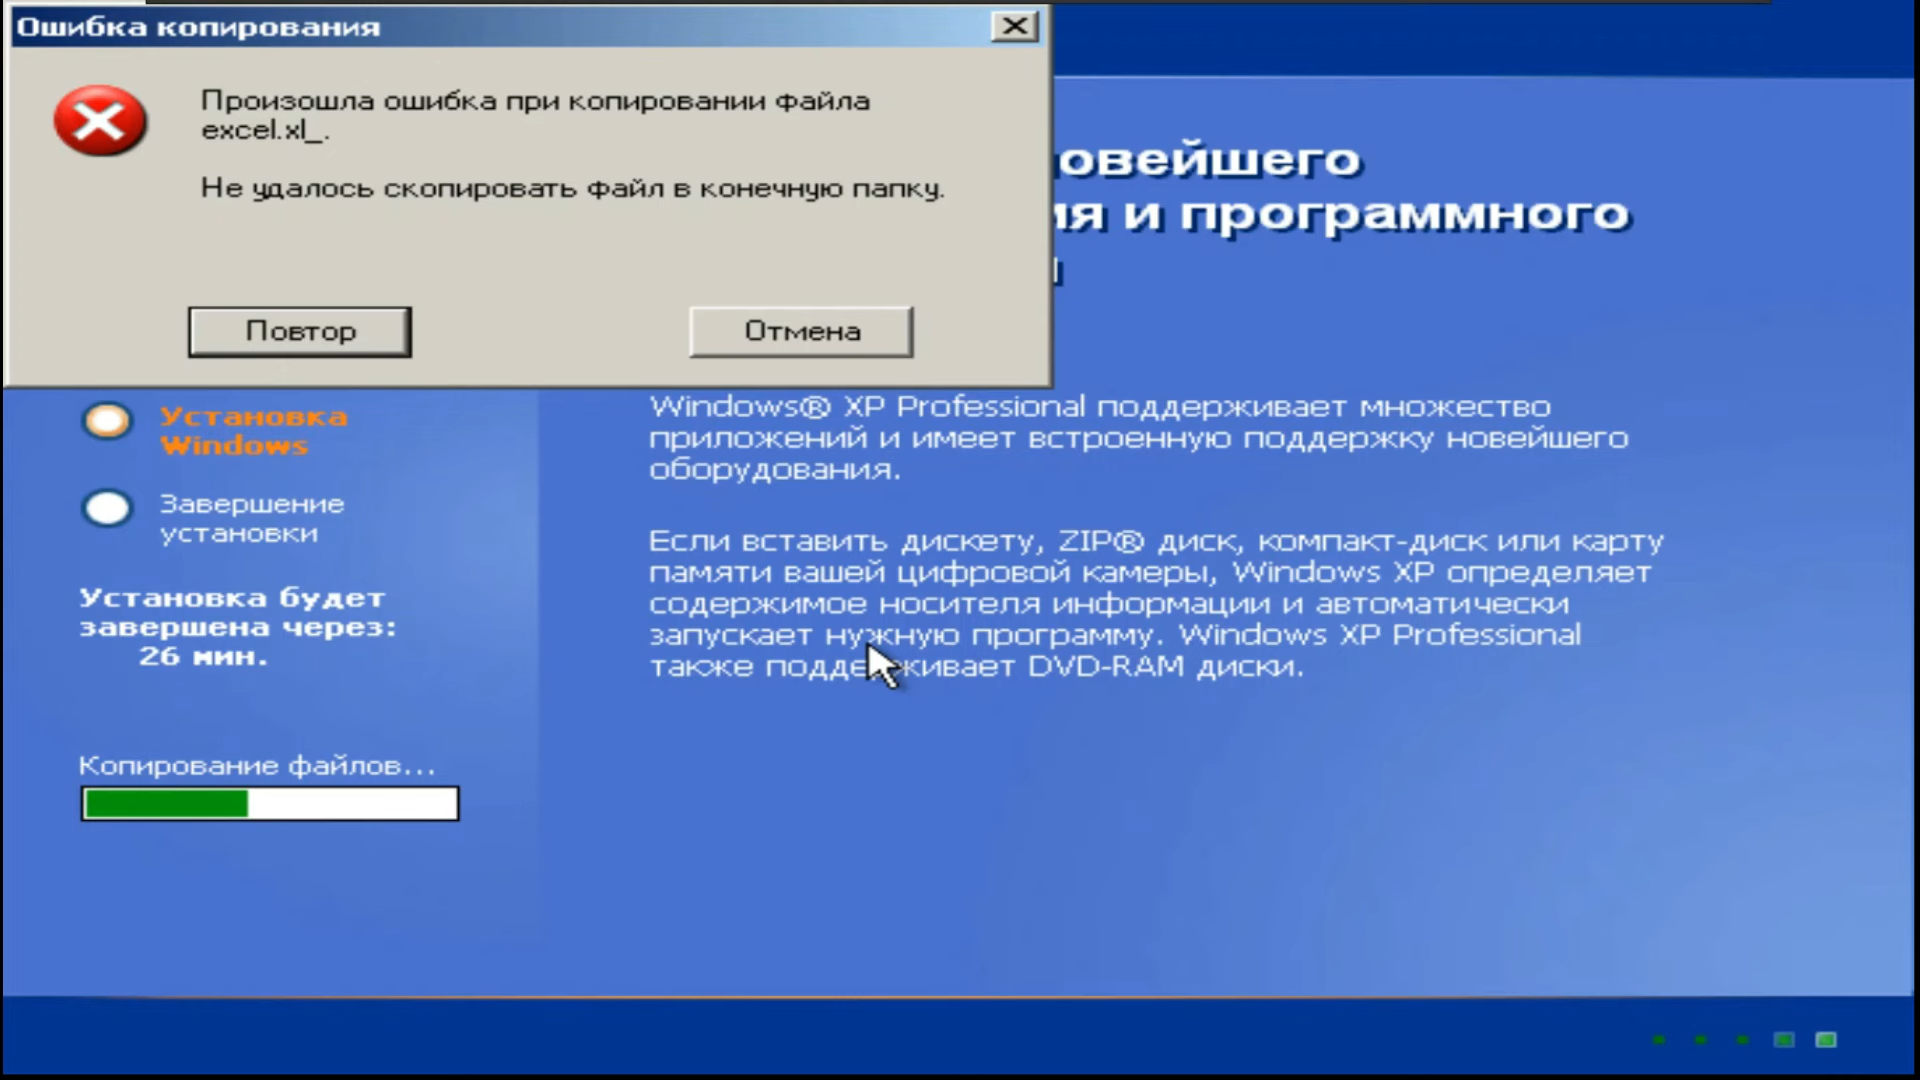 Ошибка копирования
Произошла ошибка при копировании файла
excel.xl_.
Не удалось скопировать файл в конечную папку.
Повтор
Отмена
овейшего
ия и программного
Установка
Windows
Завершение
установки
Установка будет
завершена через:
26 мин.
Копирование файлов...
Windows® XP Professional поддерживает множество
приложений и имеет встроенную поддержку новейшего
оборудования.
Если вставить дискету, ZIP® диск, компакт-диск или карту
памяти вашей цифровой камеры, Windows XP определяет
содержимое носителя информации и автоматически
запускает нужную программу. Windows XP Professional
также поддерживает DVD-RAM диски.